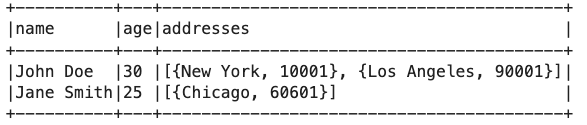 +----------+---+----------------------------------------+
|name      |age|addresses                               |
+----------+---+----------------------------------------+
|John Doe  |30 |[{New York, 10001}, {Los Angeles, 90001}]|
|Jane Smith|25 |[{Chicago, 60601}]                      |
+----------+---+----------------------------------------+